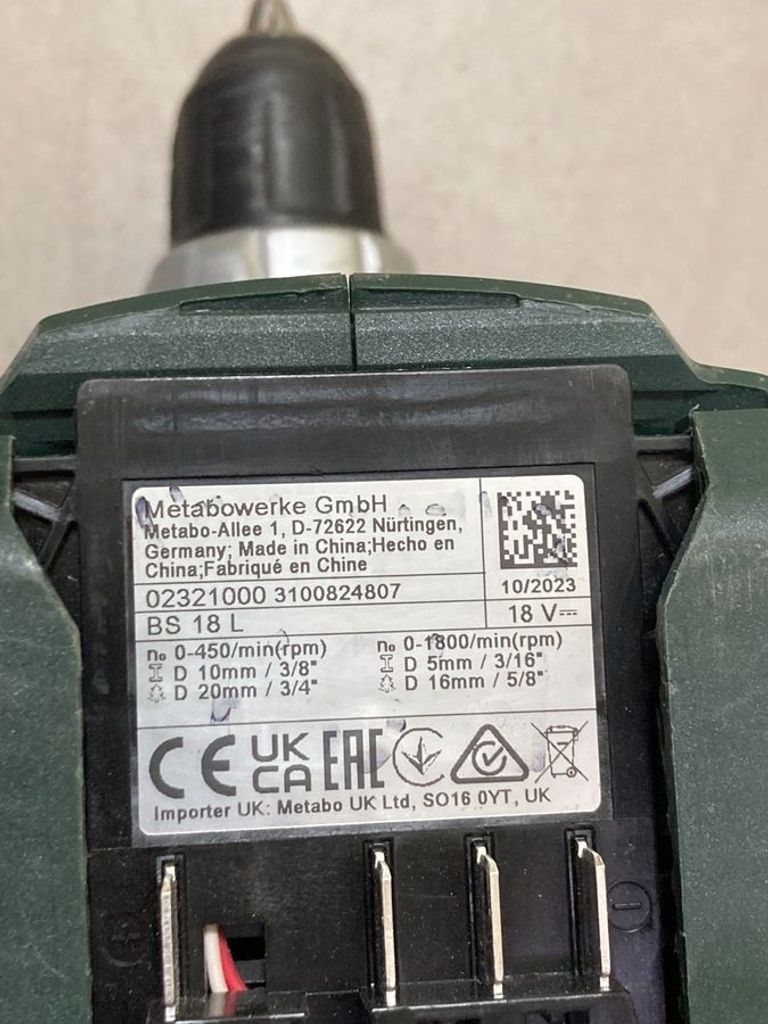 Metabowerke GmbH
Metabo-Allee 1, D-72622 Nürtingen,
Germany; Made in China;Hecho en
China;Fabriqué en Chine
10/2023
02321000 3100824807
BS 18 L
18 V⎓
n₀ 0-450/min(rpm)
D 10mm / 3/8"
D 20mm / 3/4"
n₀ 0-1800/min(rpm)
D 5mm / 3/16"
D 16mm / 5/8"
CE UK CA EAC
Importer UK: Metabo UK Ltd, SO16 0YT, UK